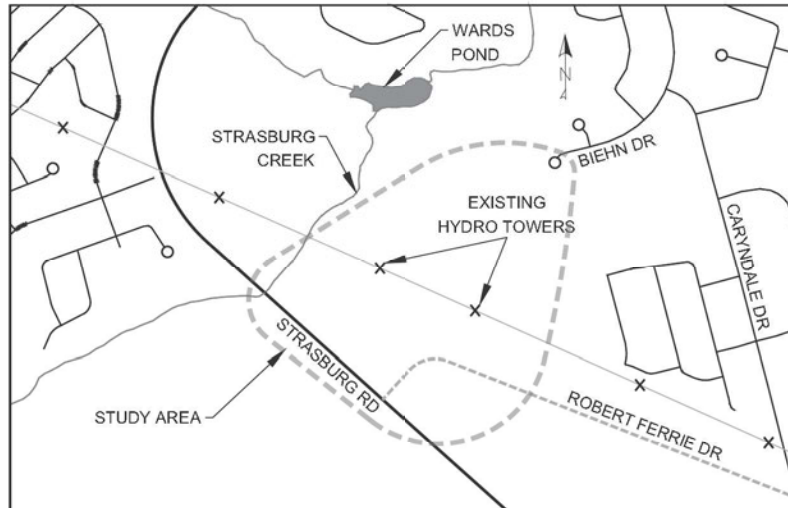 WARDS
POND
N
STRASBURG
CREEK
BIEHN DR
EXISTING
HYDRO TOWERS
CARYNDALE DR
STRASBURG RD
STUDY AREA
ROBERT FERRIE DR